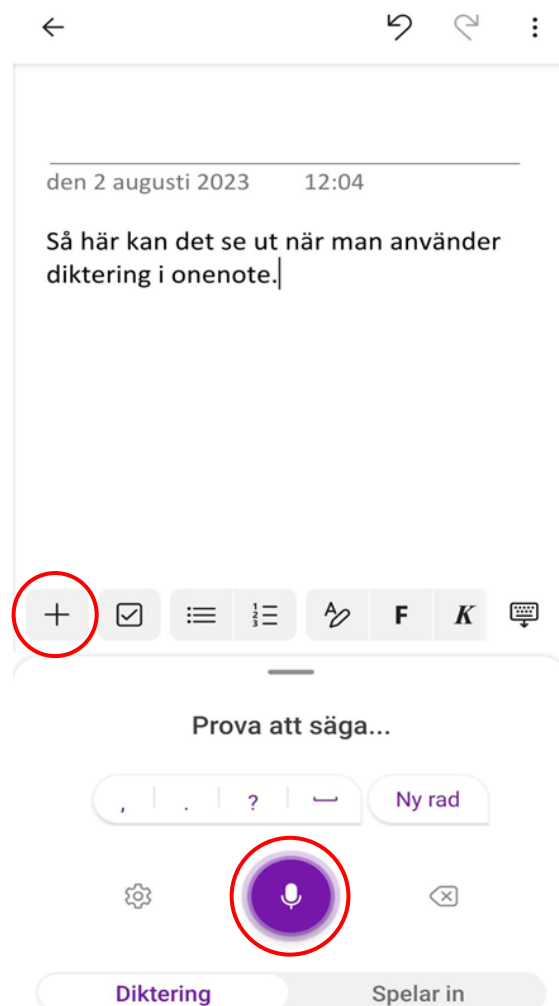 den 2 augusti 2023 12:04
Så här kan det se ut när man använder
diktering i onenote.
F K
Prova att säga...
, . ? Ny rad
Diktering Spelar in